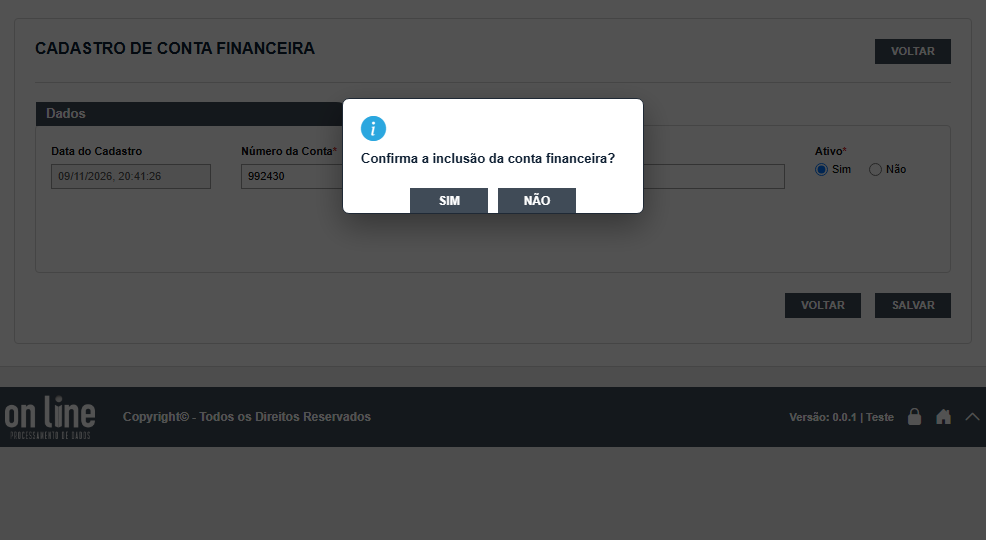 CADASTRO DE CONTA FINANCEIRA
VOLTAR
Dados
Data do Cadastro
Número da Conta*
Ativo*
09/11/2026, 20:41:26
992430
Sim
Não
i
Confirma a inclusão da conta financeira?
SIM
NÃO
VOLTAR
SALVAR
on line
PROCESSAMENTO DE DADOS
Copyright© - Todos os Direitos Reservados
Versão: 0.0.1 | Teste